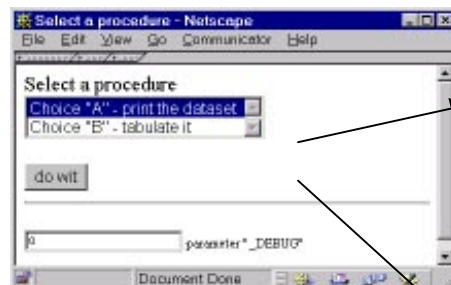 Select a procedure - Netscape
File Edit View Go Communicator Help
Select a procedure
Choice "A" - print the dataset
Choice "B" - tabulate it
do wit
0
parameter "_DEBUG"
Document Done